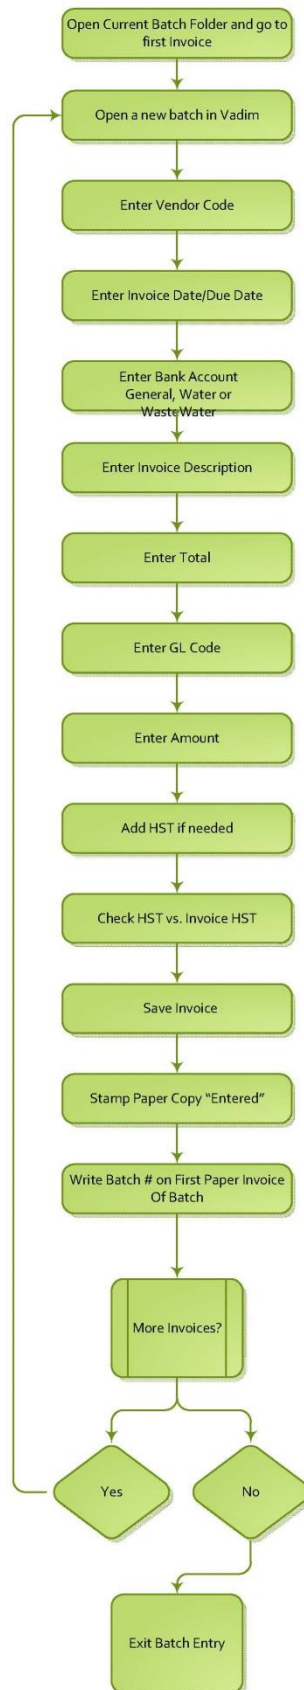 Open Current Batch Folder and go to
first Invoice
Open a new batch in Vadim
Enter Vendor Code
Enter Invoice Date/Due Date
Enter Bank Account
General, Water or
WasteWater
Enter Invoice Description
Enter Total
Enter GL Code
Enter Amount
Add HST if needed
Check HST vs. Invoice HST
Save Invoice
Stamp Paper Copy “Entered”
Write Batch # on First Paper Invoice
Of Batch
More Invoices?
Yes
No
Exit Batch Entry